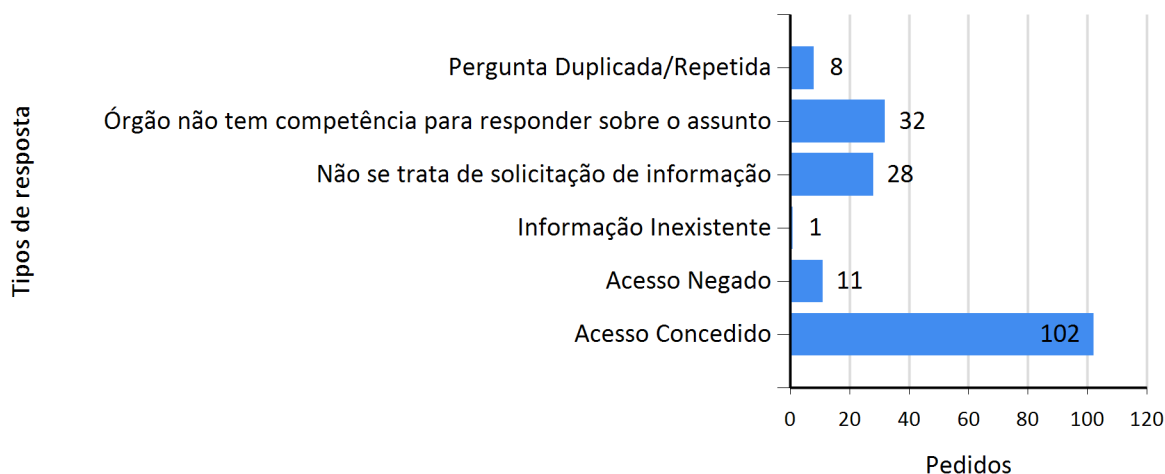 Tipos de resposta
Pergunta Duplicada/Repetida 8
Órgão não tem competência para responder sobre o assunto 32
Não se trata de solicitação de informação 28
Informação Inexistente 1
Acesso Negado 11
Acesso Concedido 102
0 20 40 60 80 100 120
Pedidos